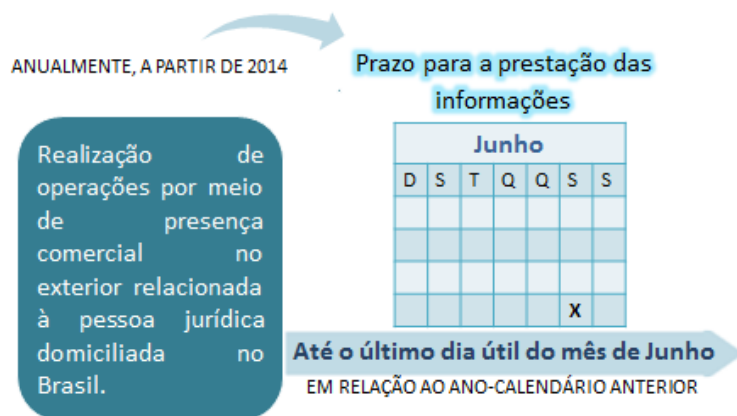 ANUALMENTE, A PARTIR DE 2014
Realização de
operações por meio
de presença
comercial no
exterior relacionada
à pessoa jurídica
domiciliada no
Brasil.
Prazo para a prestação das
informações
Junho
D S T Q Q S S
X
Até o último dia útil do mês de Junho
EM RELAÇÃO AO ANO-CALENDÁRIO ANTERIOR